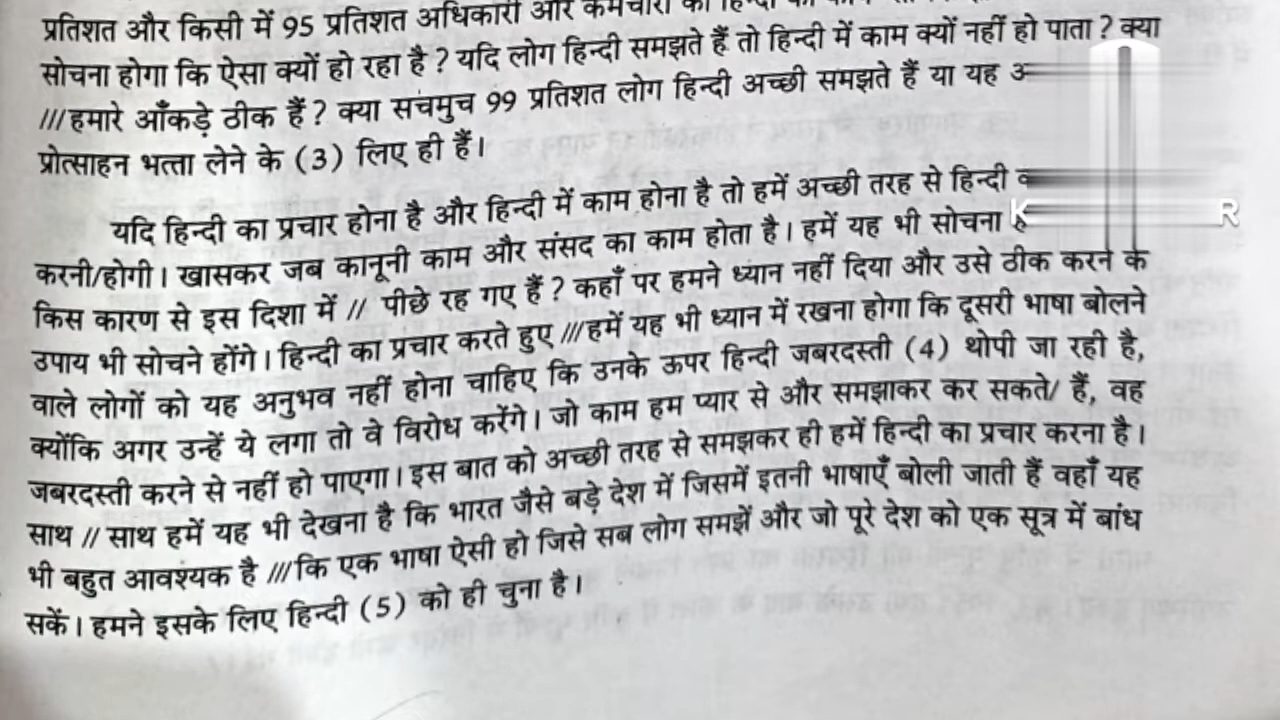 प्रतिशत और किसी में 95 प्रतिशत अधिकारी और कर्मचारी
सोचना होगा कि ऐसा क्यों हो रहा है ? यदि लोग हिन्दी समझते हैं तो हिन्दी में काम क्यों नहीं हो पाता ? क्या
///हमारे आँकड़े ठीक हैं ? क्या सचमुच 99 प्रतिशत लोग हिन्दी अच्छी समझते हैं या यह
प्रोत्साहन भत्ता लेने के (3) लिए ही हैं।
यदि हिन्दी का प्रचार होना है और हिन्दी में काम होना है तो हमें अच्छी तरह से हिन्दी
करनी/होगी। खासकर जब कानूनी काम और संसद का काम होता है। हमें यह भी सोचना
K R
किस कारण से इस दिशा में // पीछे रह गए हैं ? कहाँ पर हमने ध्यान नहीं दिया और उसे ठीक करने के
उपाय भी सोचने होंगे। हिन्दी का प्रचार करते हुए ///हमें यह भी ध्यान में रखना होगा कि दूसरी भाषा बोलने
वाले लोगों को यह अनुभव नहीं होना चाहिए कि उनके ऊपर हिन्दी जबरदस्ती (4) थोपी जा रही है,
क्योंकि अगर उन्हें ये लगा तो वे विरोध करेंगे। जो काम हम प्यार से और समझाकर कर सकते/ हैं, वह
जबरदस्ती करने से नहीं हो पाएगा। इस बात को अच्छी तरह से समझकर ही हमें हिन्दी का प्रचार करना है।
साथ // साथ हमें यह भी देखना है कि भारत जैसे बड़े देश में जिसमें इतनी भाषाएँ बोली जाती हैं वहाँ यह
भी बहुत आवश्यक है ///कि एक भाषा ऐसी हो जिसे सब लोग समझें और जो पूरे देश को एक सूत्र में बांध
सकें। हमने इसके लिए हिन्दी (5) को ही चुना है।